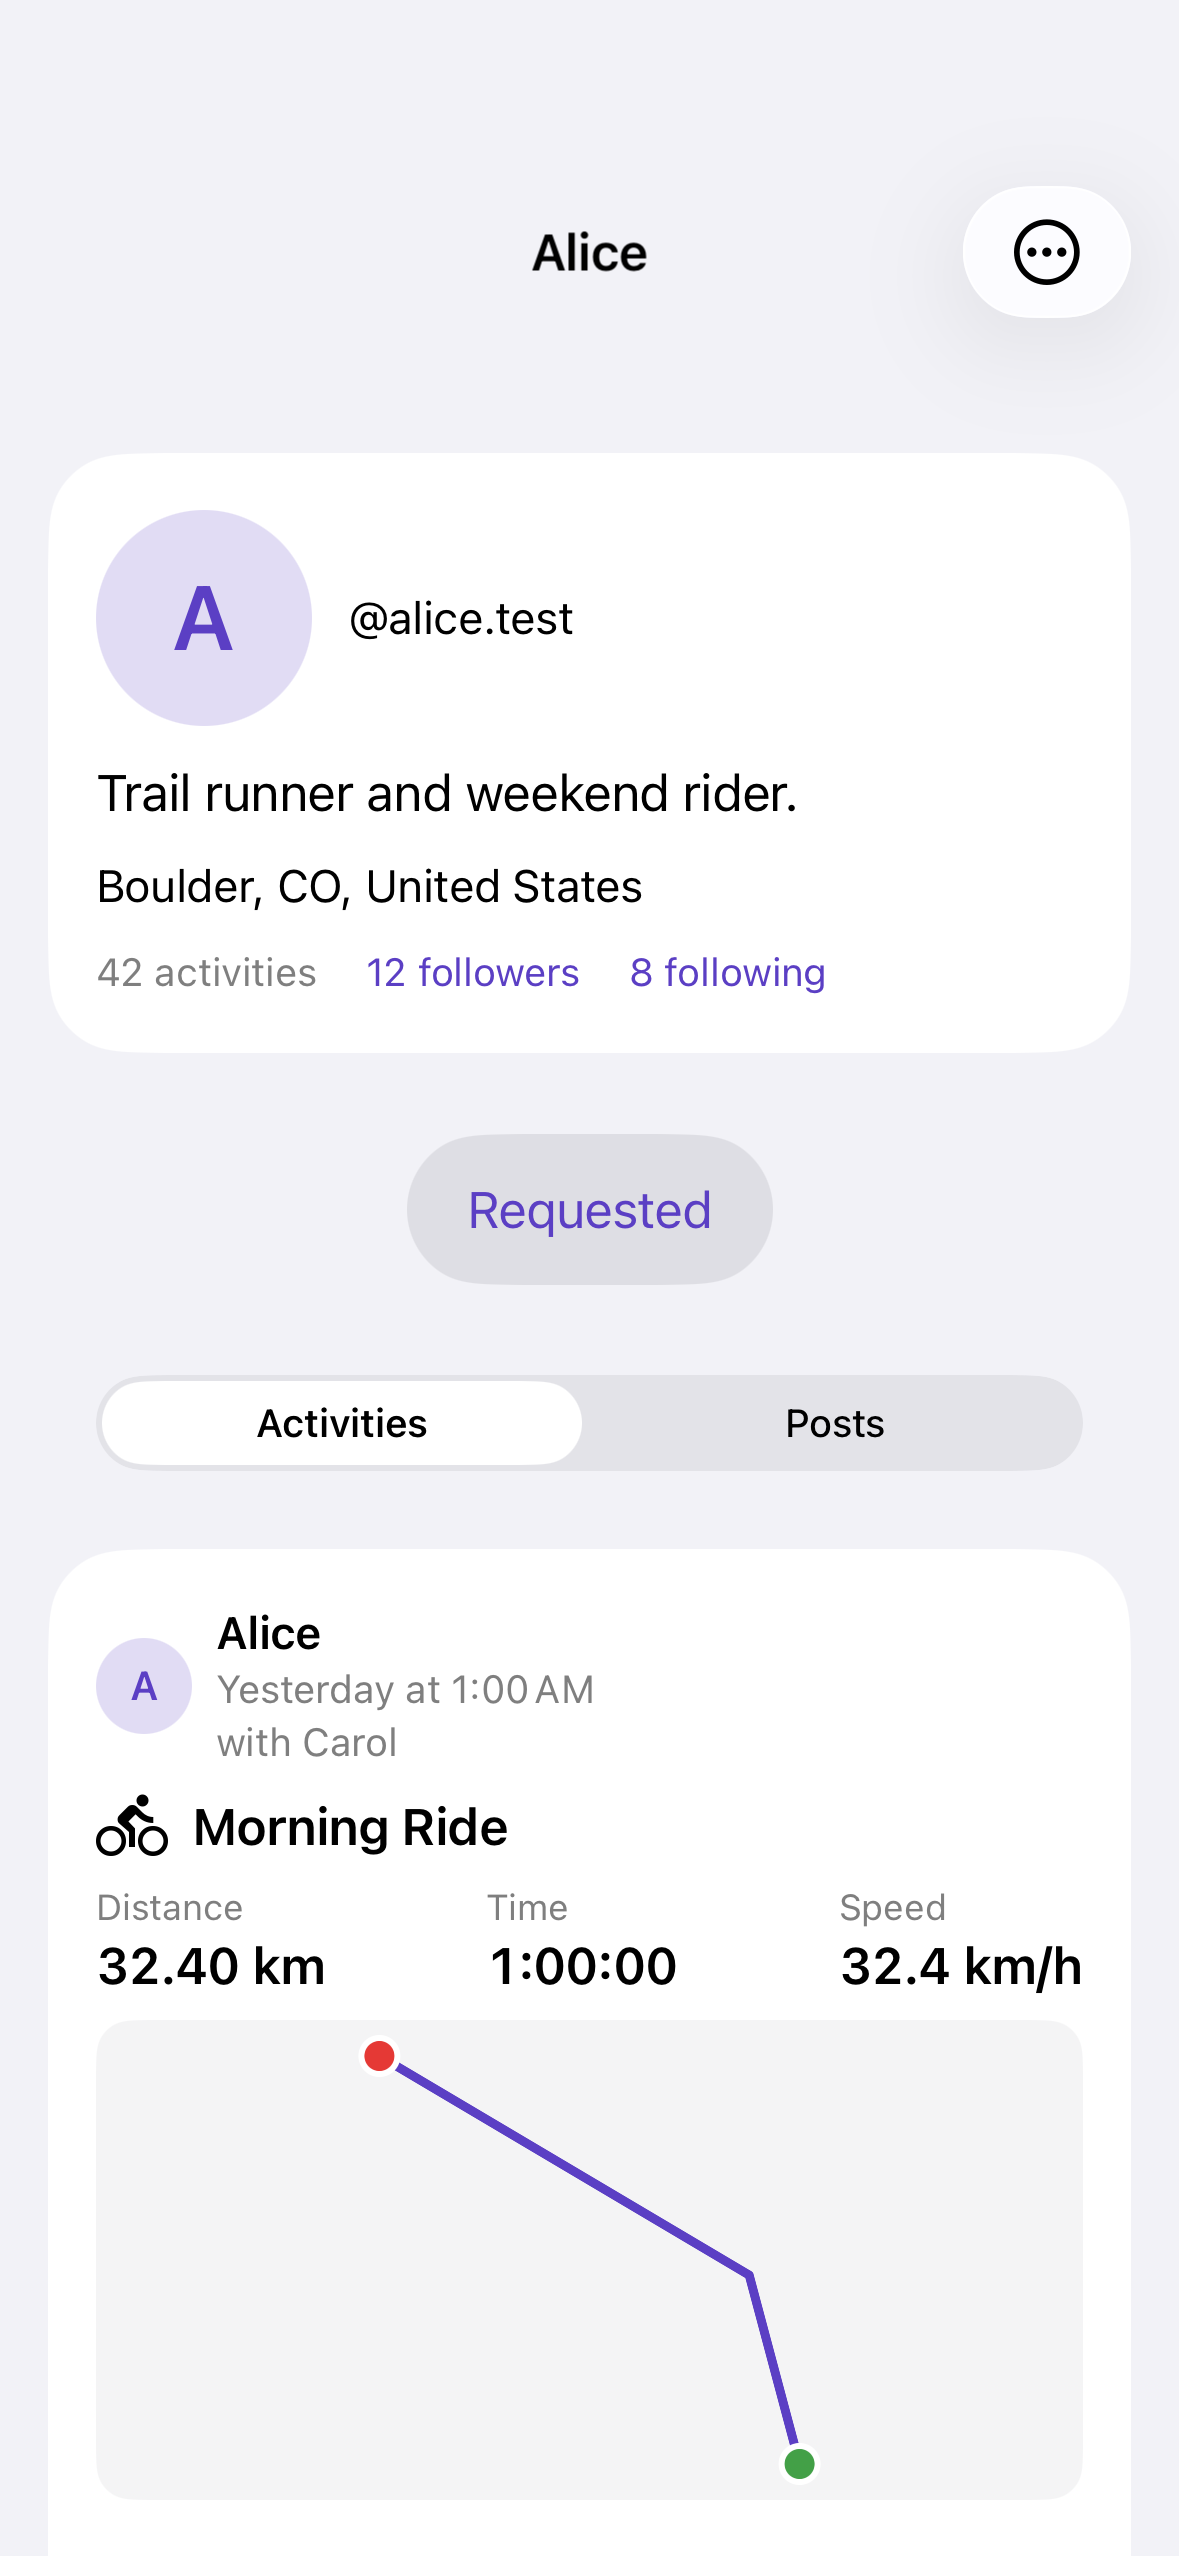 Alice
A
@alice.test
Trail runner and weekend rider.
Boulder, CO, United States
42 activities 12 followers 8 following
Requested
Activities Posts
A
Alice
Yesterday at 1:00 AM
with Carol
Morning Ride
Distance Time Speed
32.40 km 1:00:00 32.4 km/h